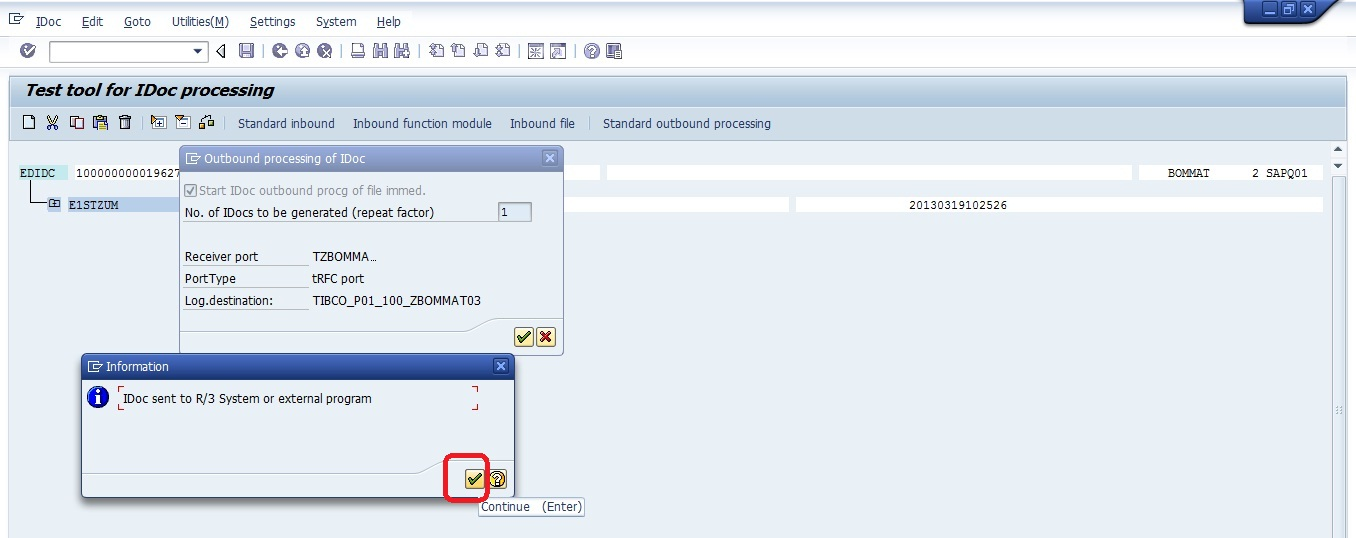 IDoc Edit Goto Utilities(M) Settings System Help
Test tool for IDoc processing
Standard inbound Inbound function module Inbound file Standard outbound processing
Outbound processing of IDoc
EDIDC 10000000001962 BOMMAT 2 SAPQ01
Start IDoc outbound procg of file immed.
E1STZUM 20130319102526
No. of IDocs to be generated (repeat factor) 1
Receiver port TZBOMMA...
PortType tRFC port
Log.destination: TIBCO_P01_100_ZBOMMAT03
Information
IDoc sent to R/3 System or external program
Continue (Enter)